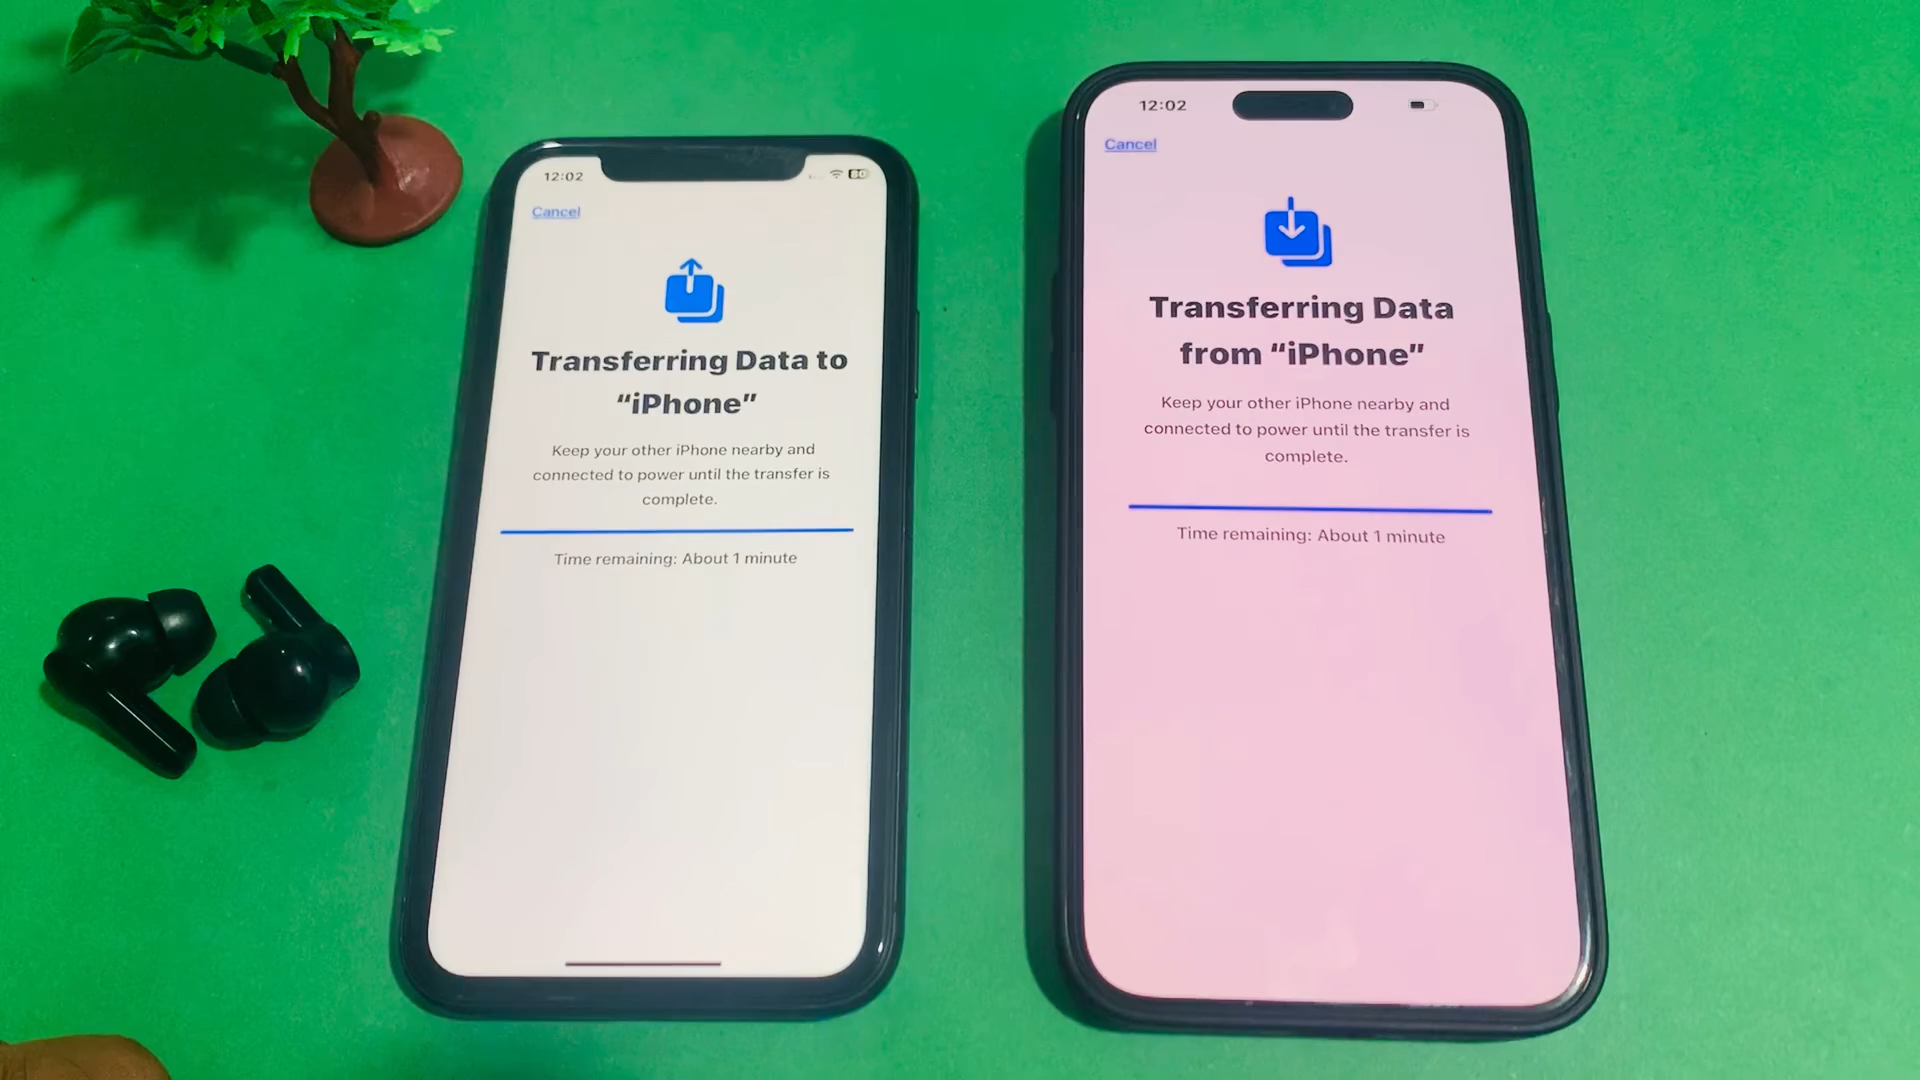 12:02
80
Cancel
Transferring Data to
“iPhone”
Keep your other iPhone nearby and
connected to power until the transfer is
complete.
Time remaining: About 1 minute
12:02
Cancel
Transferring Data
from “iPhone”
Keep your other iPhone nearby and
connected to power until the transfer is
complete.
Time remaining: About 1 minute